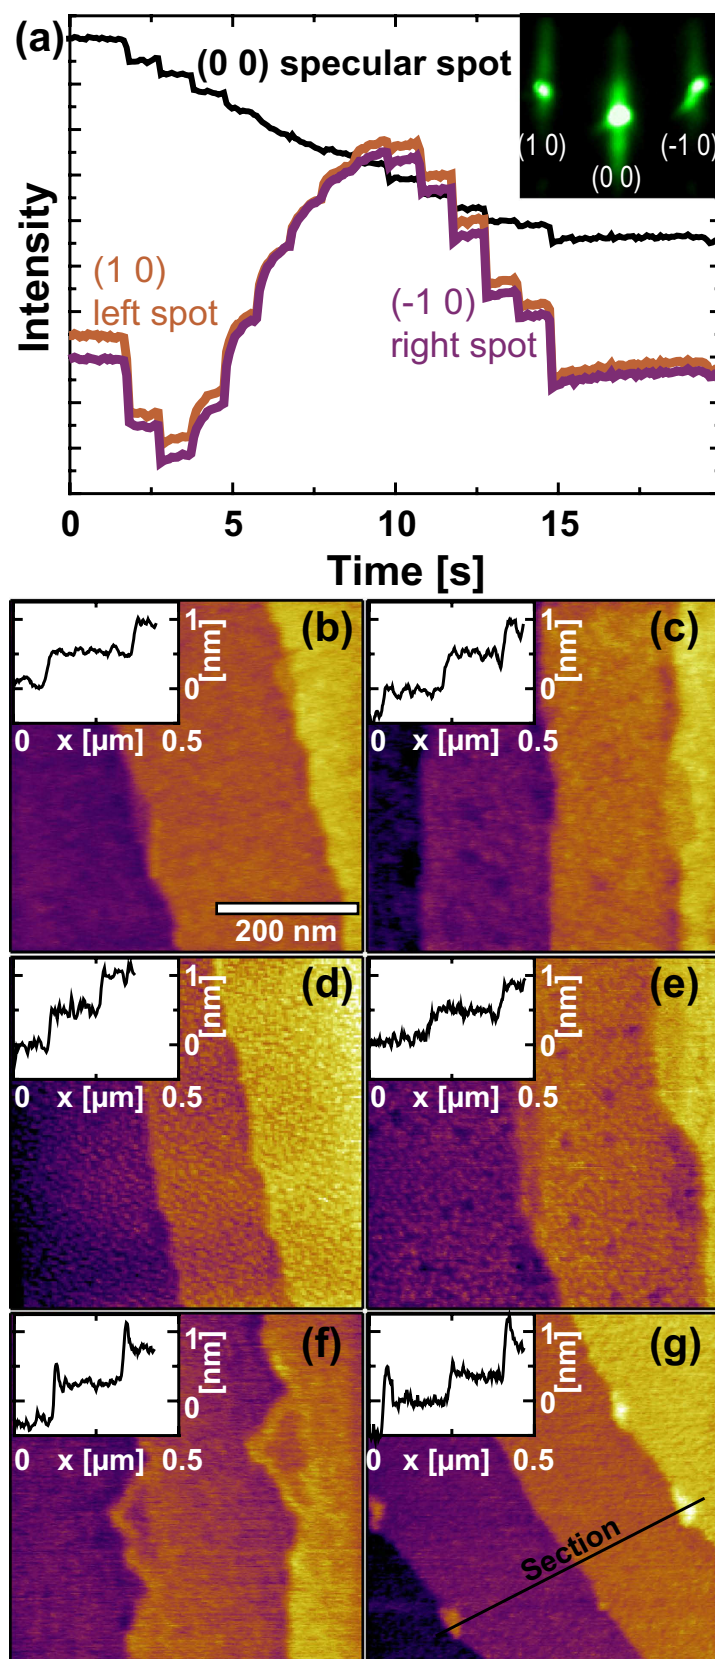 (a)
(0 0) specular spot
(1 0)
(0 0)
(-1 0)
Intensity
(1 0)
left spot
(-1 0)
right spot
0 5 10 15
Time [s]
(b)
1
0
[nm]
0 x [µm] 0.5
200 nm
(c)
1
0
[nm]
0 x [µm] 0.5
(d)
1
0
[nm]
0 x [µm] 0.5
(e)
1
0
[nm]
0 x [µm] 0.5
(f)
1
0
[nm]
0 x [µm] 0.5
(g)
1
0
[nm]
0 x [µm] 0.5
Section